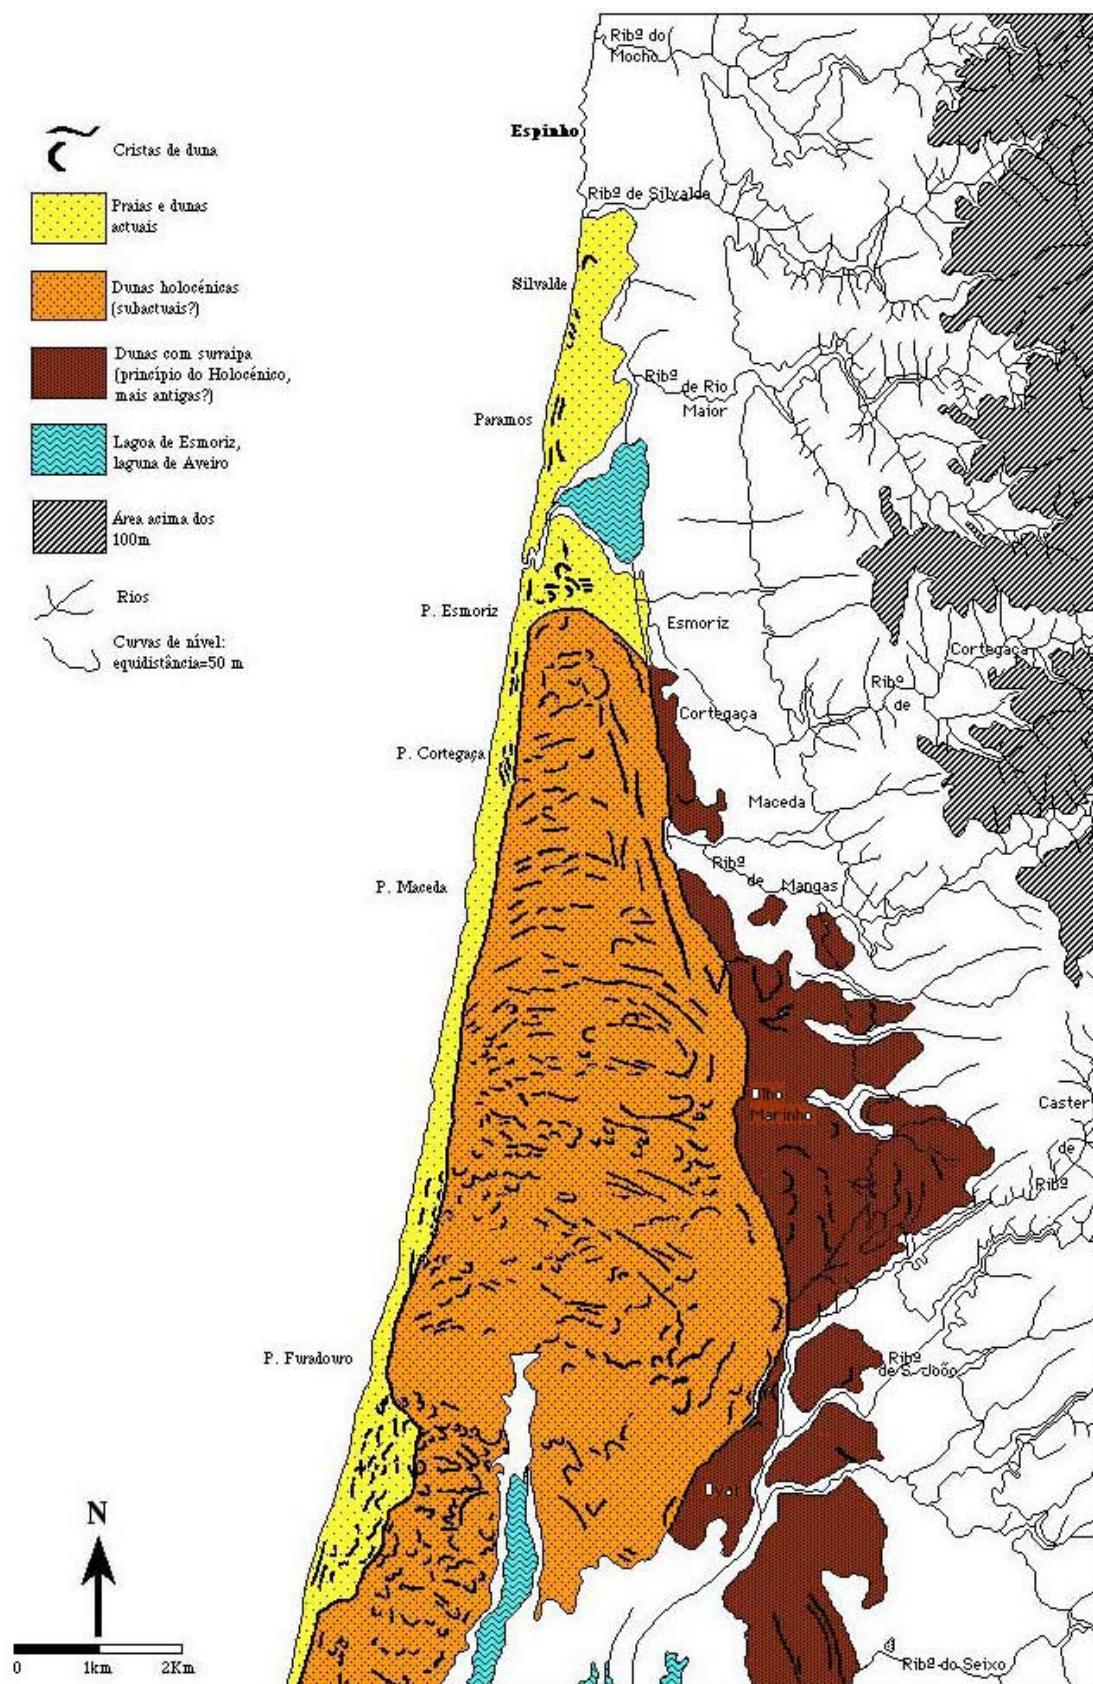 Cristas de duna
Praias e dunas
actuais
Dunas holocénicas
(subactuais?)
Dunas com surraipa
(princípio do Holocénico,
mais antigas?)
Lagoa de Esmoriz,
laguna de Aveiro
Área acima dos
100m
Rios
Curvas de nível:
equidistância=50 m
N
0 1km 2Km
Ribª do
Mocho
Espinho
Ribª de Silvalde
Silvalde
Ribª
de Rio
Maior
Paramos
P. Esmoriz
Esmoriz
Cortegaça
Ribª
de
Cortegaça
P. Cortegaça
Maceda
Ribª
de
Mangas
P. Maceda
Marinho
Caster
de
Ribª
P. Furadouro
Ribª
de S. João
Ribª do Seixo